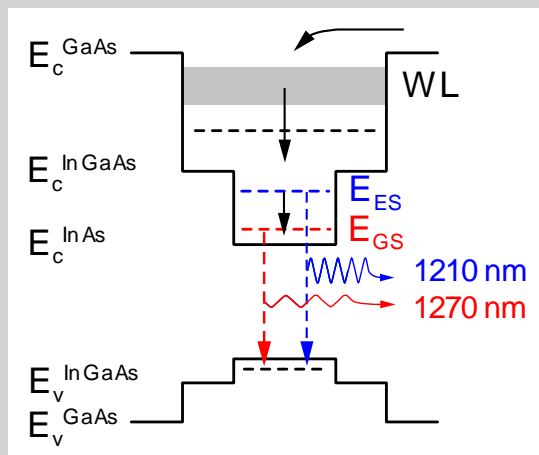 E_c^GaAs
WL
E_c^InGaAs
E_ES
E_GS
E_c^InAs
1210 nm
1270 nm
E_v^InGaAs
E_v^GaAs